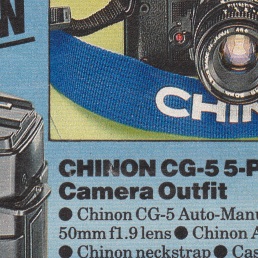 N
CHIN
CHINON CG-5 5-P
Camera Outfit
● Chinon CG-5 Auto-Manu
50mm f1.9 lens ● Chinon A
● Chinon neckstrap ● Cas